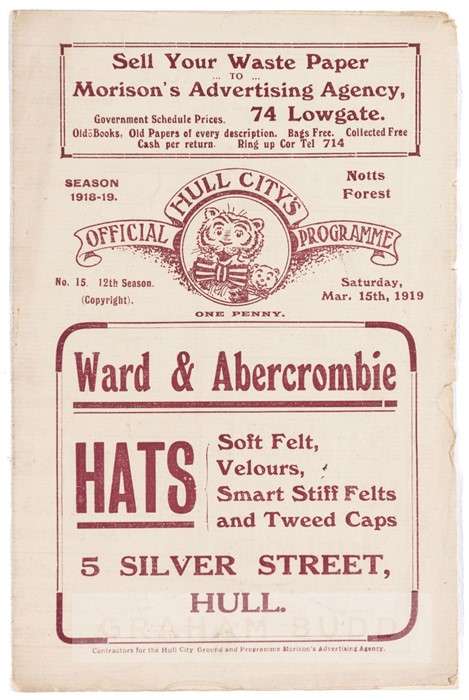 Sell Your Waste Paper
... TO ...
Morison's Advertising Agency,
Government Schedule Prices. 74 Lowgate.
Old Books, Old Papers of every description. Bags Free. Collected Free
Cash per return. Ring up Cor Tel 714
SEASON
1918-19.
HULL CITY'S
Notts
Forest
OFFICIAL PROGRAMME
No. 15. 12th Season.
(Copyright).
Saturday,
Mar. 15th, 1919
ONE PENNY.
Ward & Abercrombie
HATS
Soft Felt,
Velours,
Smart Stiff Felts
and Tweed Caps
5 SILVER STREET,
HULL.
GRAHAM BUDD
Contractors for the Hull City Ground and Programme Morison's Advertising Agency.